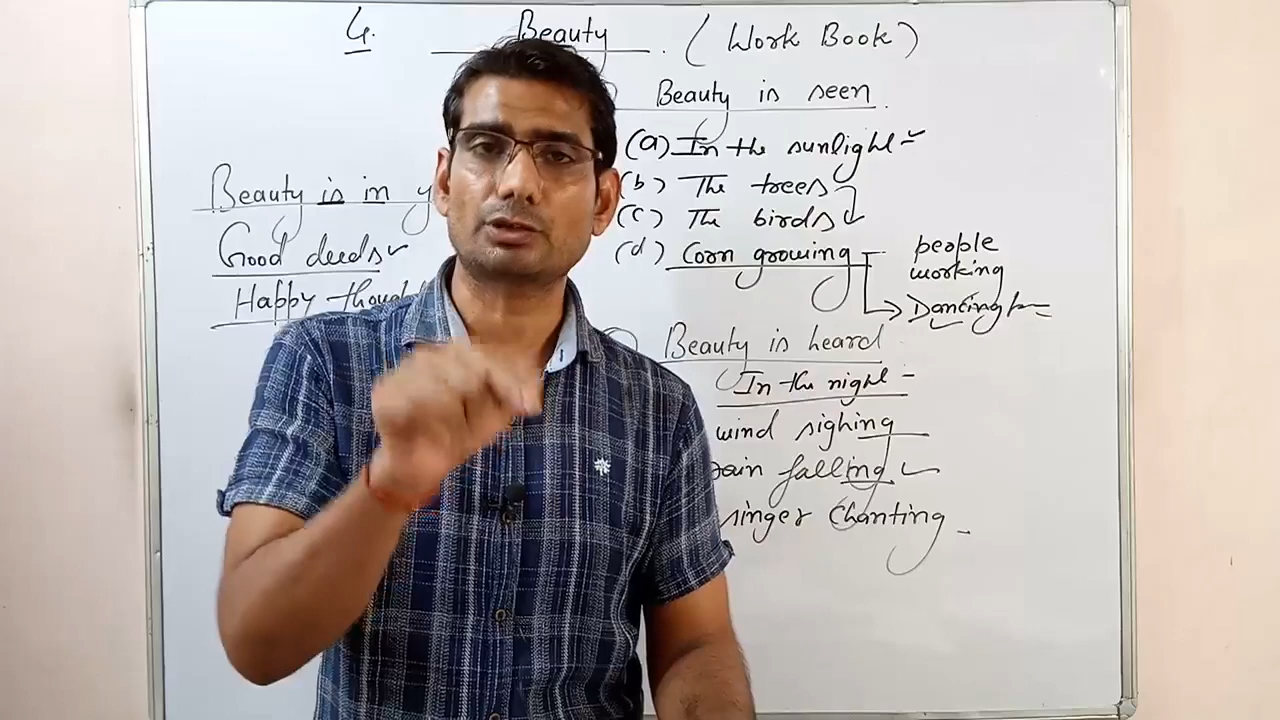 4. Beauty . (Work Book)
Beauty is seen .
(a) In the sunlight
(b) The trees
(c) The birds
(d) Corn growing
people
working
Dancing
Beauty is heard
In the night -
wind sighing
rain falling
singer Chanting -
Beauty is in
Good deeds
Happy